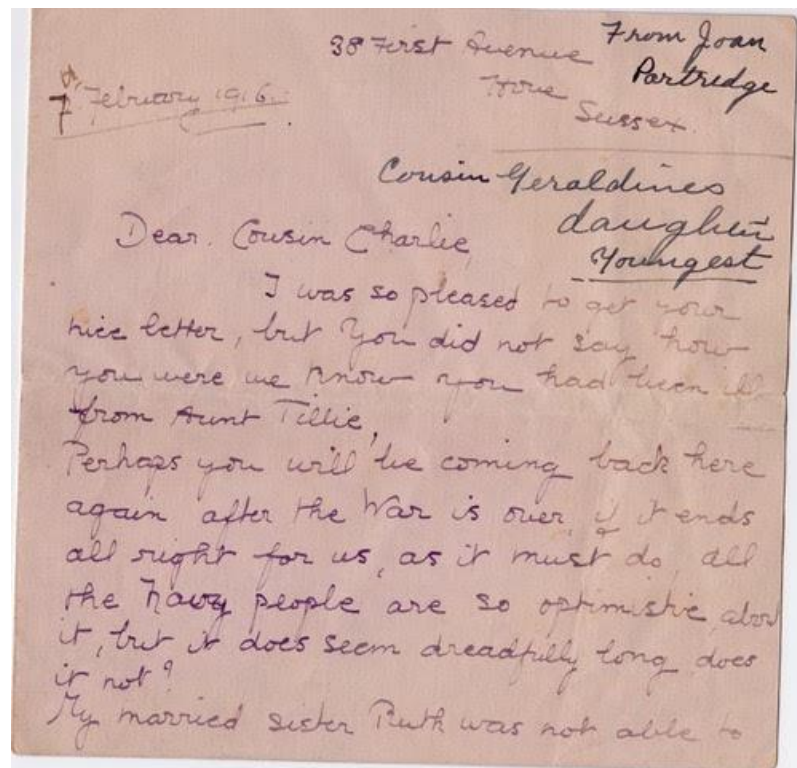 38 First Avenue
Hove
Sussex.
From Joan
Partridge
7 February 1916.
Cousin Geraldines
daughter
Youngest
Dear. Cousin Charlie,
I was so pleased to get your
nice letter, but You did not say how
you were we know you had been ill
from Aunt Tillie,
Perhaps you will be coming back here
again after the War is over, if it ends
all right for us, as it must do, all
the Navy people are so optimistic about
it, but it does seem dreadfully long does
it not?
My married sister Ruth was not able to